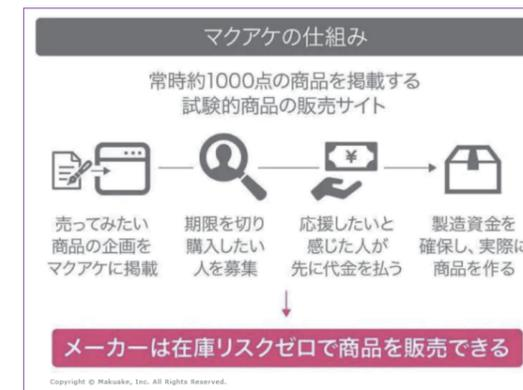 マクアケの仕組み
常時約1000点の商品を掲載する
試験的商品の販売サイト
¥
売ってみたい
商品の企画を
マクアケに掲載
期限を切り
購入したい
人を募集
応援したいと
感じた人が
先に代金を払う
製造資金を
確保し、実際に
商品を作る
メーカーは在庫リスクゼロで商品を販売できる
Copyright © Makuake, Inc. All Rights Reserved.